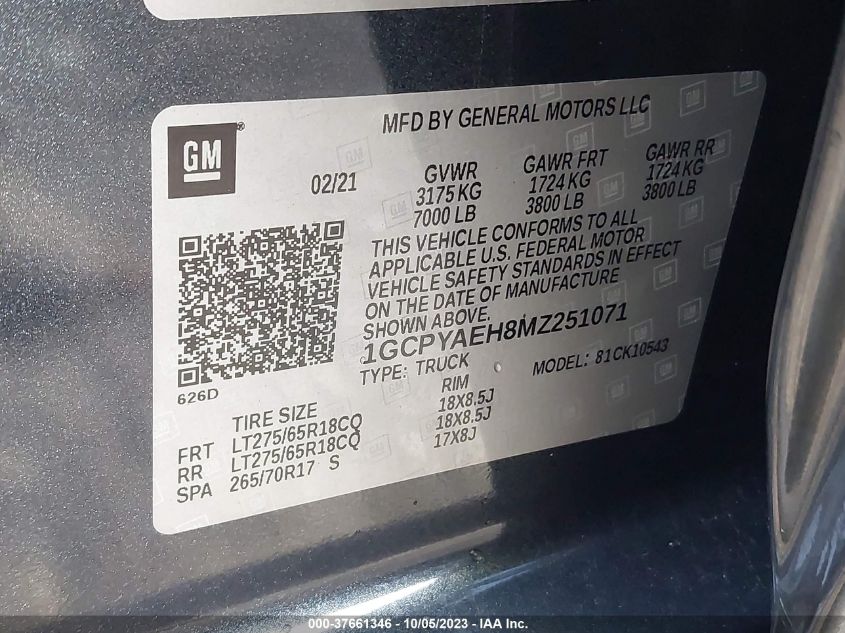 MFD BY GENERAL MOTORS LLC
GM®
02/21
GVWR GAWR FRT GAWR RR
3175 KG 1724 KG 1724 KG
7000 LB 3800 LB 3800 LB
THIS VEHICLE CONFORMS TO ALL
APPLICABLE U.S. FEDERAL MOTOR
VEHICLE SAFETY STANDARDS IN EFFECT
ON THE DATE OF MANUFACTURE
SHOWN ABOVE.
1GCPYAEH8MZ251071
TYPE: TRUCK MODEL: 81CK10543
626D
TIRE SIZE RIM
FRT LT275/65R18CQ 18X8.5J
RR LT275/65R18CQ 18X8.5J
SPA 265/70R17 S 17X8J
000-37661346 - 10/05/2023 - IAA Inc.